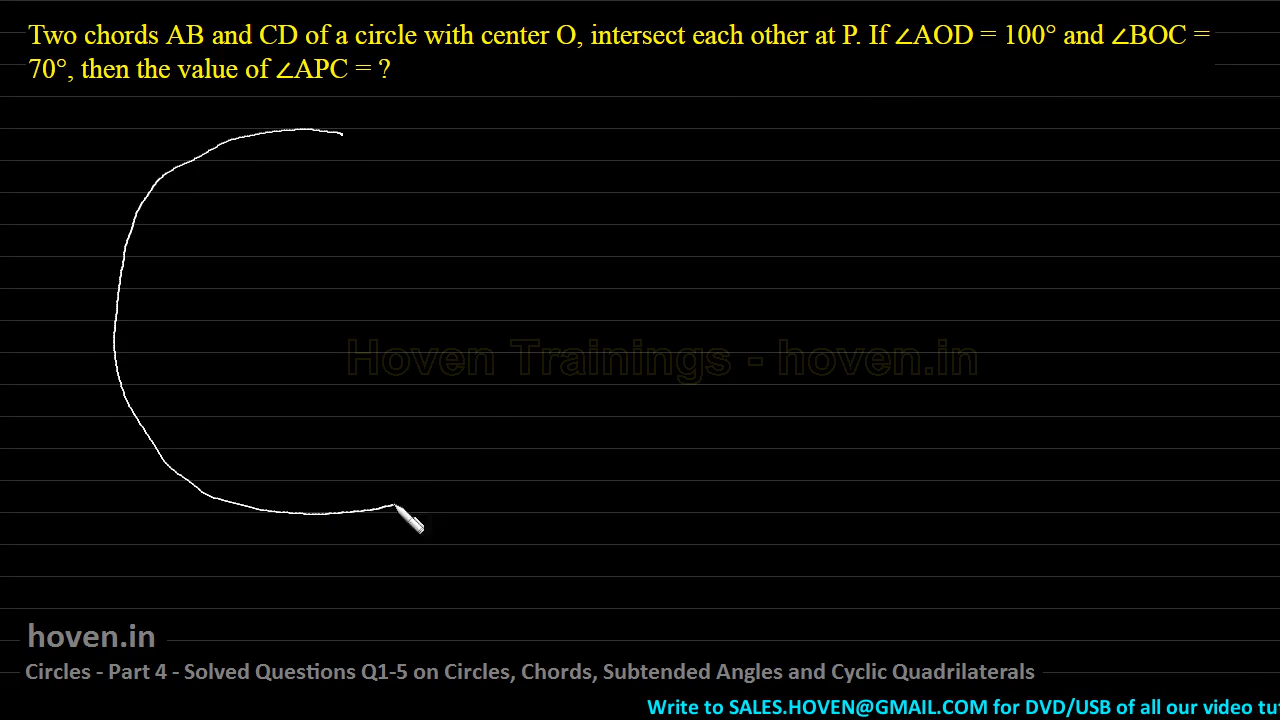 Two chords AB and CD of a circle with center O, intersect each other at P. If ∠AOD = 100° and ∠BOC =
70°, then the value of ∠APC = ?
Hoven Trainings - hoven.in
hoven.in
Circles - Part 4 - Solved Questions Q1-5 on Circles, Chords, Subtended Angles and Cyclic Quadrilaterals
Write to SALES.HOVEN@GMAIL.COM for DVD/USB of all our video tu